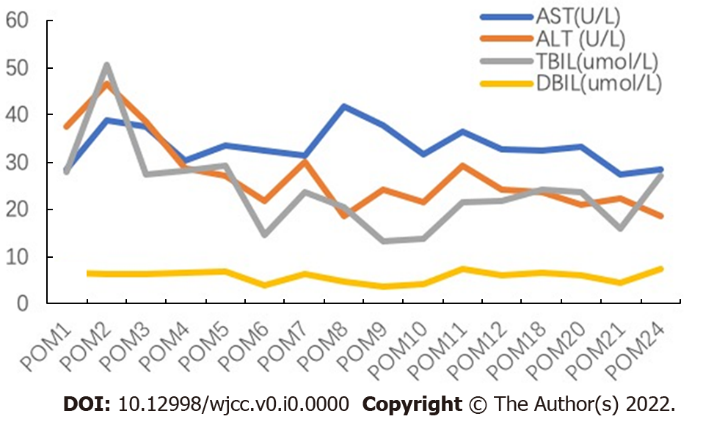 60
50
40
30
20
10
0
AST(U/L)
ALT (U/L)
TBIL(umol/L)
DBIL(umol/L)
POM1
POM2
POM3
POM4
POM5
POM6
POM7
POM8
POM9
POM10
POM11
POM12
POM18
POM20
POM21
POM24
DOI: 10.12998/wjcc.v0.i0.0000 Copyright © The Author(s) 2022.